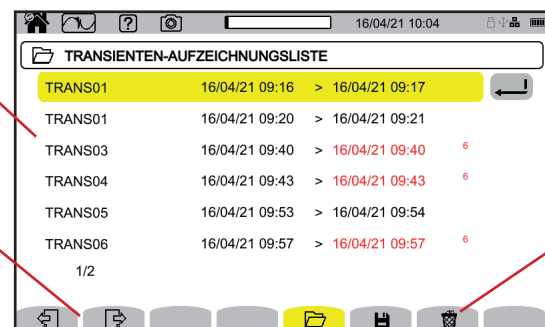 ? 16/04/21 10:04
TRANSIENTEN-AUFZEICHNUNGSLISTE
TRANS01 16/04/21 09:16 > 16/04/21 09:17
TRANS01 16/04/21 09:20 > 16/04/21 09:21
TRANS03 16/04/21 09:40 > 16/04/21 09:40 6
TRANS04 16/04/21 09:43 > 16/04/21 09:43 6
TRANS05 16/04/21 09:53 > 16/04/21 09:54
TRANS06 16/04/21 09:57 > 16/04/21 09:57 6
1/2